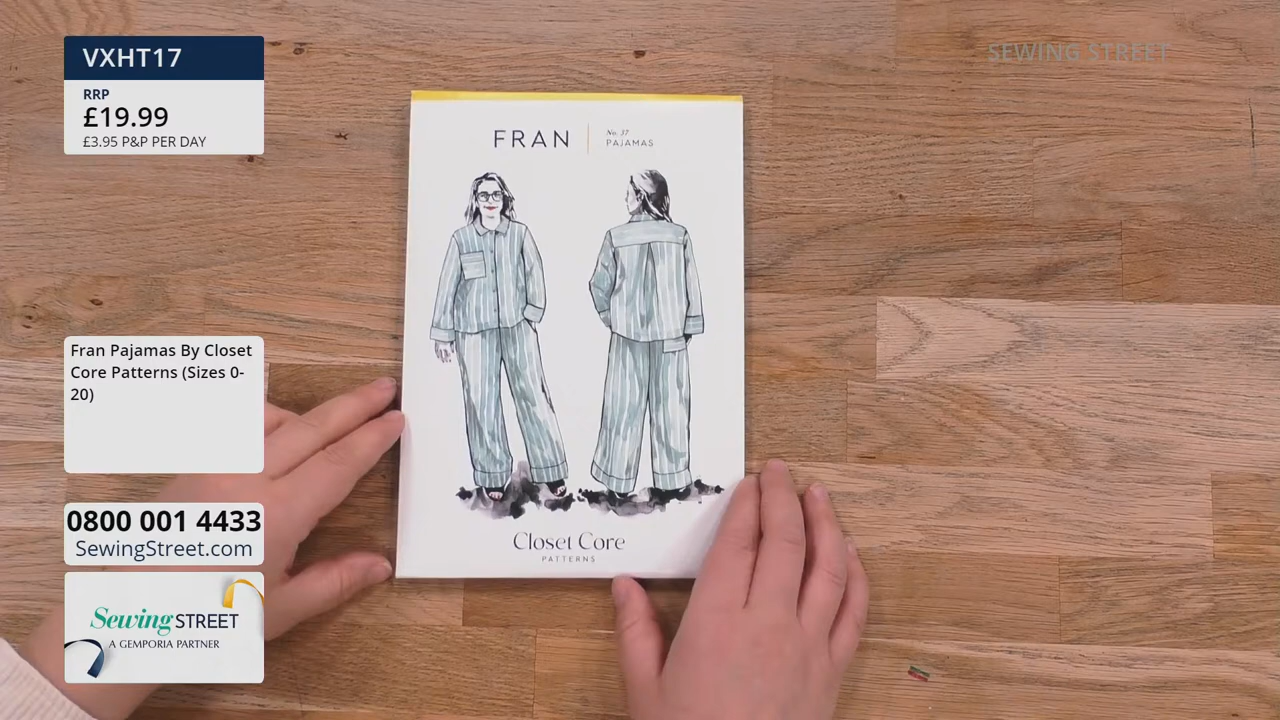 VXHT17
RRP
£19.99
£3.95 P&P PER DAY
SEWING STREET
FRAN
No. 37
PAJAMAS
Closet Core
PATTERNS
Fran Pajamas By Closet
Core Patterns (Sizes 0-
20)
0800 001 4433
SewingStreet.com
Sewing STREET
A GEMPORIA PARTNER